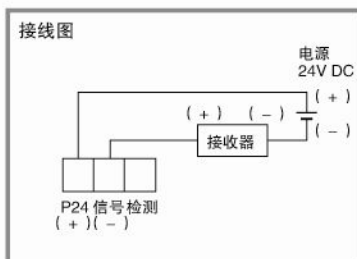 接线图
电源
24V DC
( + )
( + ) ( − )
接收器
( − )
P24 信号 检测
( + ) ( − )